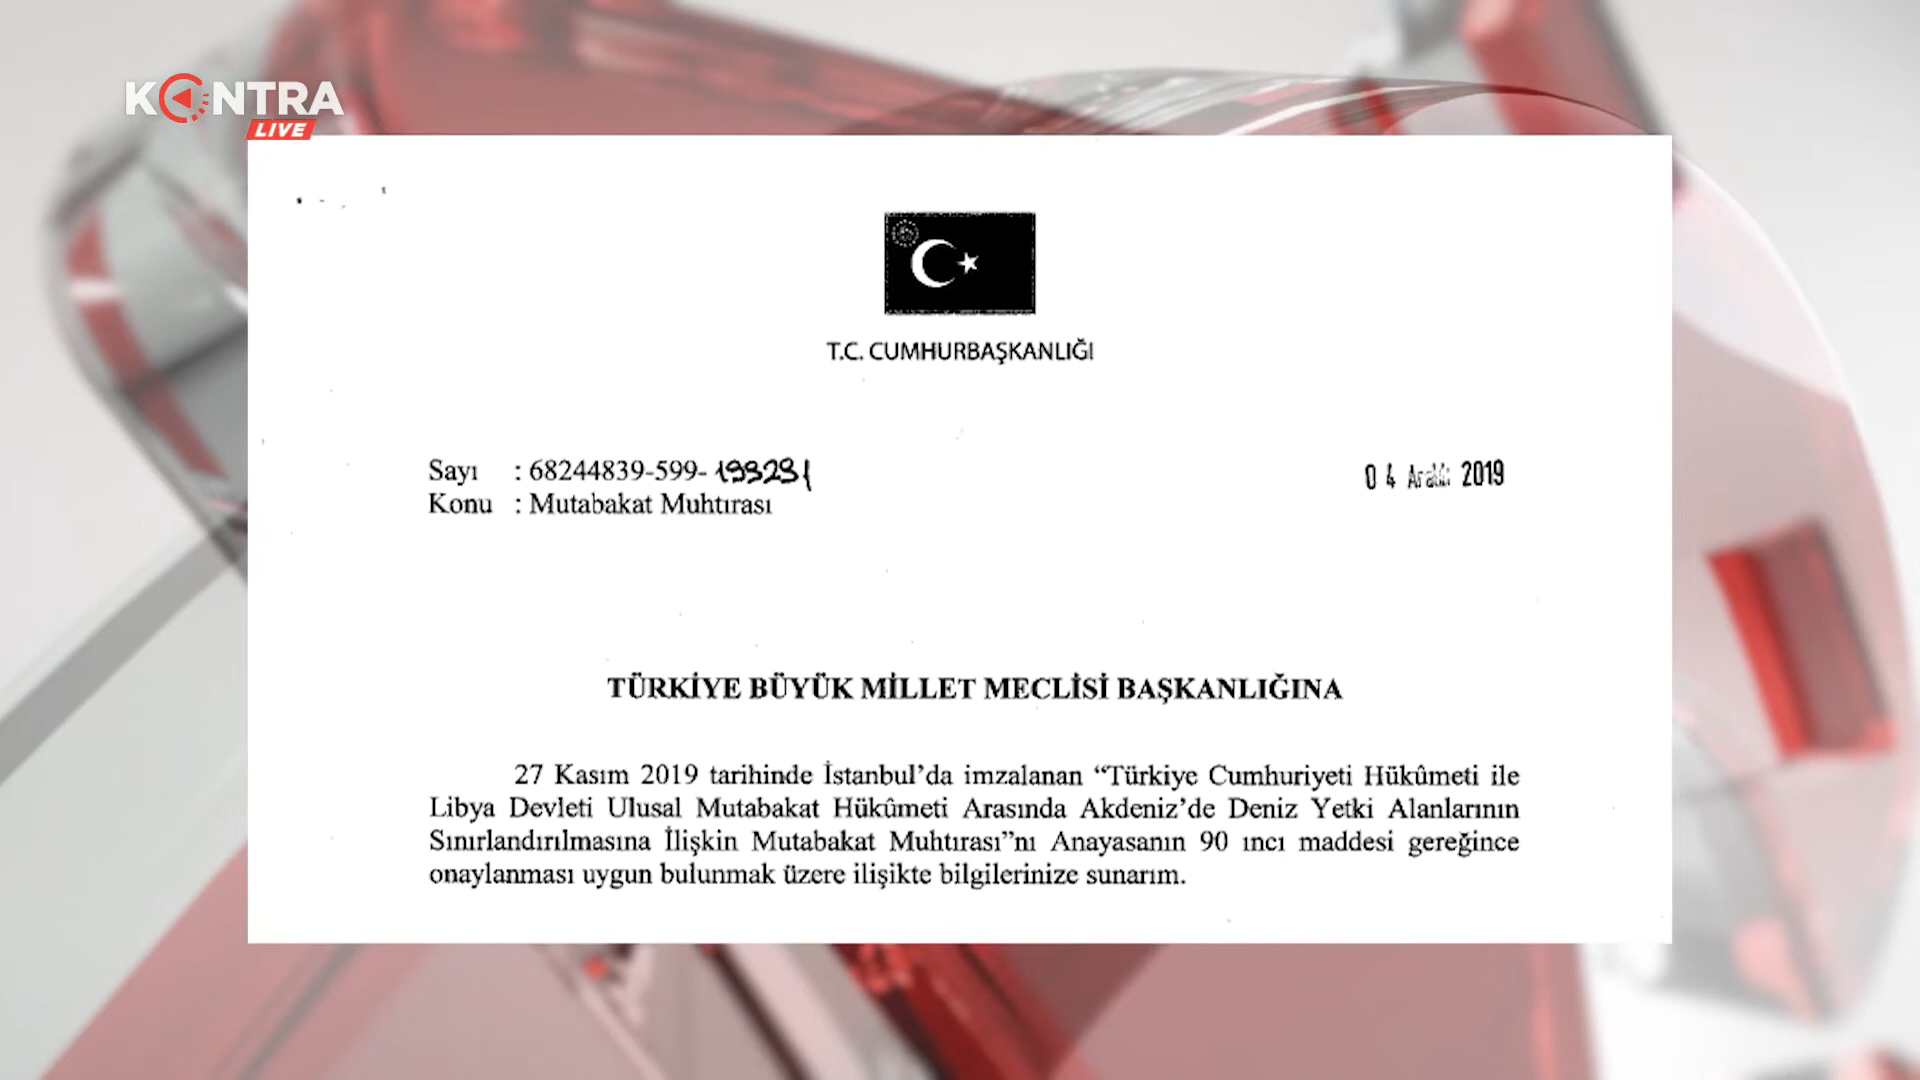 KONTRA
LIVE
T.C. CUMHURBAŞKANLIĞI
Sayı : 68244839-599-
04 Aralık 2019
Konu : Mutabakat Muhtırası
TÜRKİYE BÜYÜK MİLLET MECLİSİ BAŞKANLIĞINA
27 Kasım 2019 tarihinde İstanbul’da imzalanan “Türkiye Cumhuriyeti Hükûmeti ile
Libya Devleti Ulusal Mutabakat Hükûmeti Arasında Akdeniz’de Deniz Yetki Alanlarının
Sınırlandırılmasına İlişkin Mutabakat Muhtırası”nı Anayasanın 90 ıncı maddesi gereğince
onaylanması uygun bulunmak üzere ilişikte bilgilerinize sunarım.